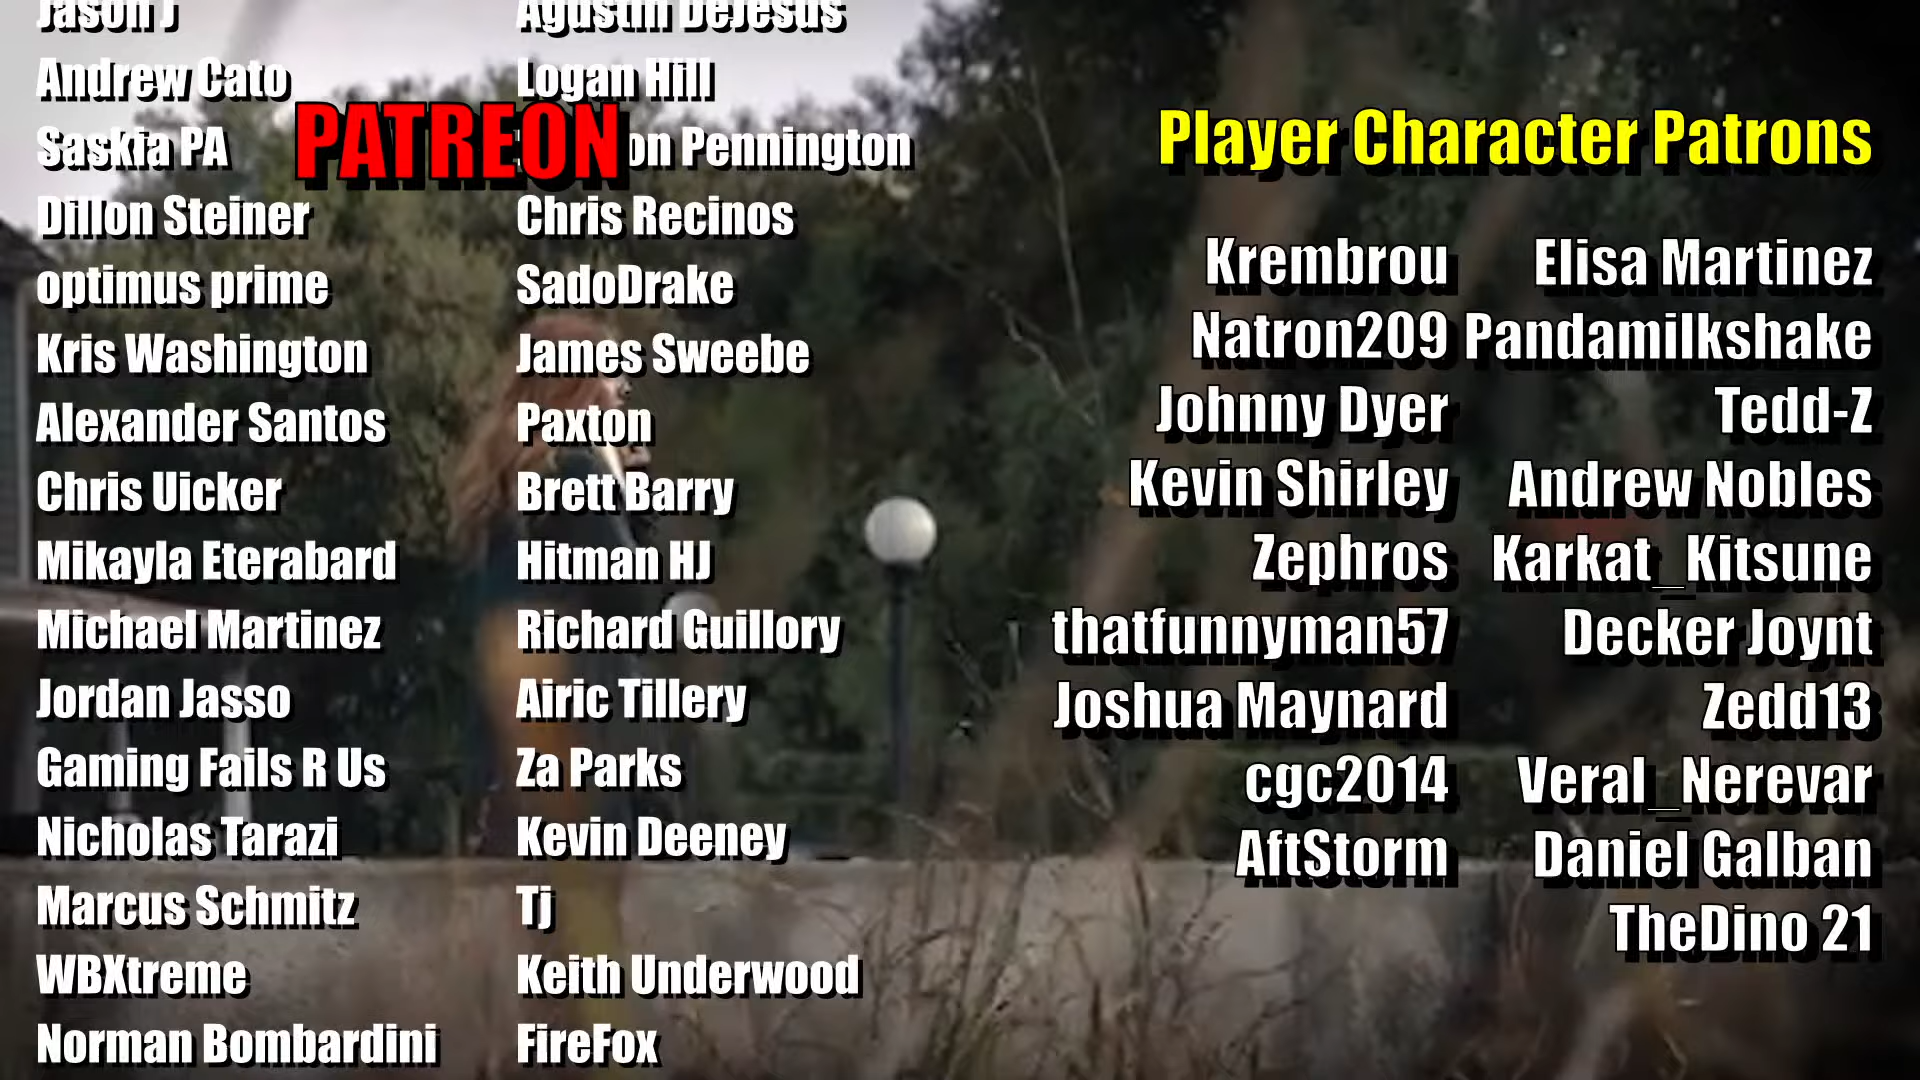 Jason J
Andrew Cato
Saskia PA
Dillon Steiner
optimus prime
Kris Washington
Alexander Santos
Chris Uicker
Mikayla Eterabard
Michael Martinez
Jordan Jasso
Gaming Fails R Us
Nicholas Tarazi
Marcus Schmitz
WBXtreme
Norman Bombardini
PATREON
Agustin DeJesus
Logan Hill
Pennington
Chris Recinos
SadoDrake
James Sweebe
Paxton
Brett Barry
Hitman HJ
Richard Guillory
Airic Tillery
Za Parks
Kevin Deeney
Tj
Keith Underwood
FireFox
Player Character Patrons
Krembrou
Natron209
Johnny Dyer
Kevin Shirley
Zephros
thatfunnyman57
Joshua Maynard
cgc2014
AftStorm
Elisa Martinez
Pandamilkshake
Tedd-Z
Andrew Nobles
Karkat_Kitsune
Decker Joynt
Zedd13
Veral_Nerevar
Daniel Galban
TheDino 21